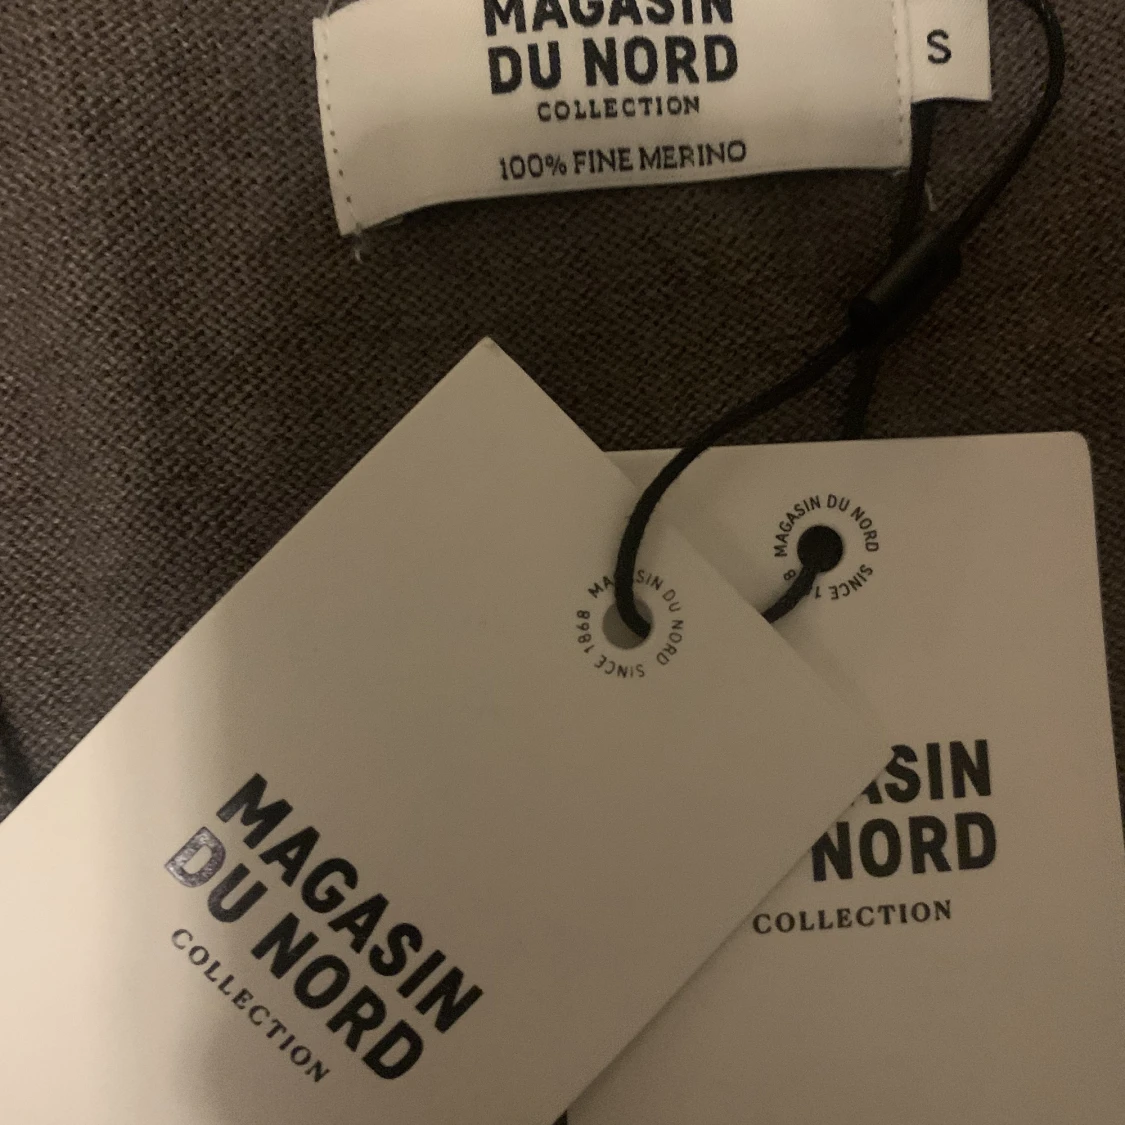 MAGASIN
DU NORD
COLLECTION
100% FINE MERINO
S
MAGASIN DU NORD SINCE 1868
MAGASIN
DU NORD
COLLECTION
MAGASIN DU NORD SINCE
NORD
COLLECTION